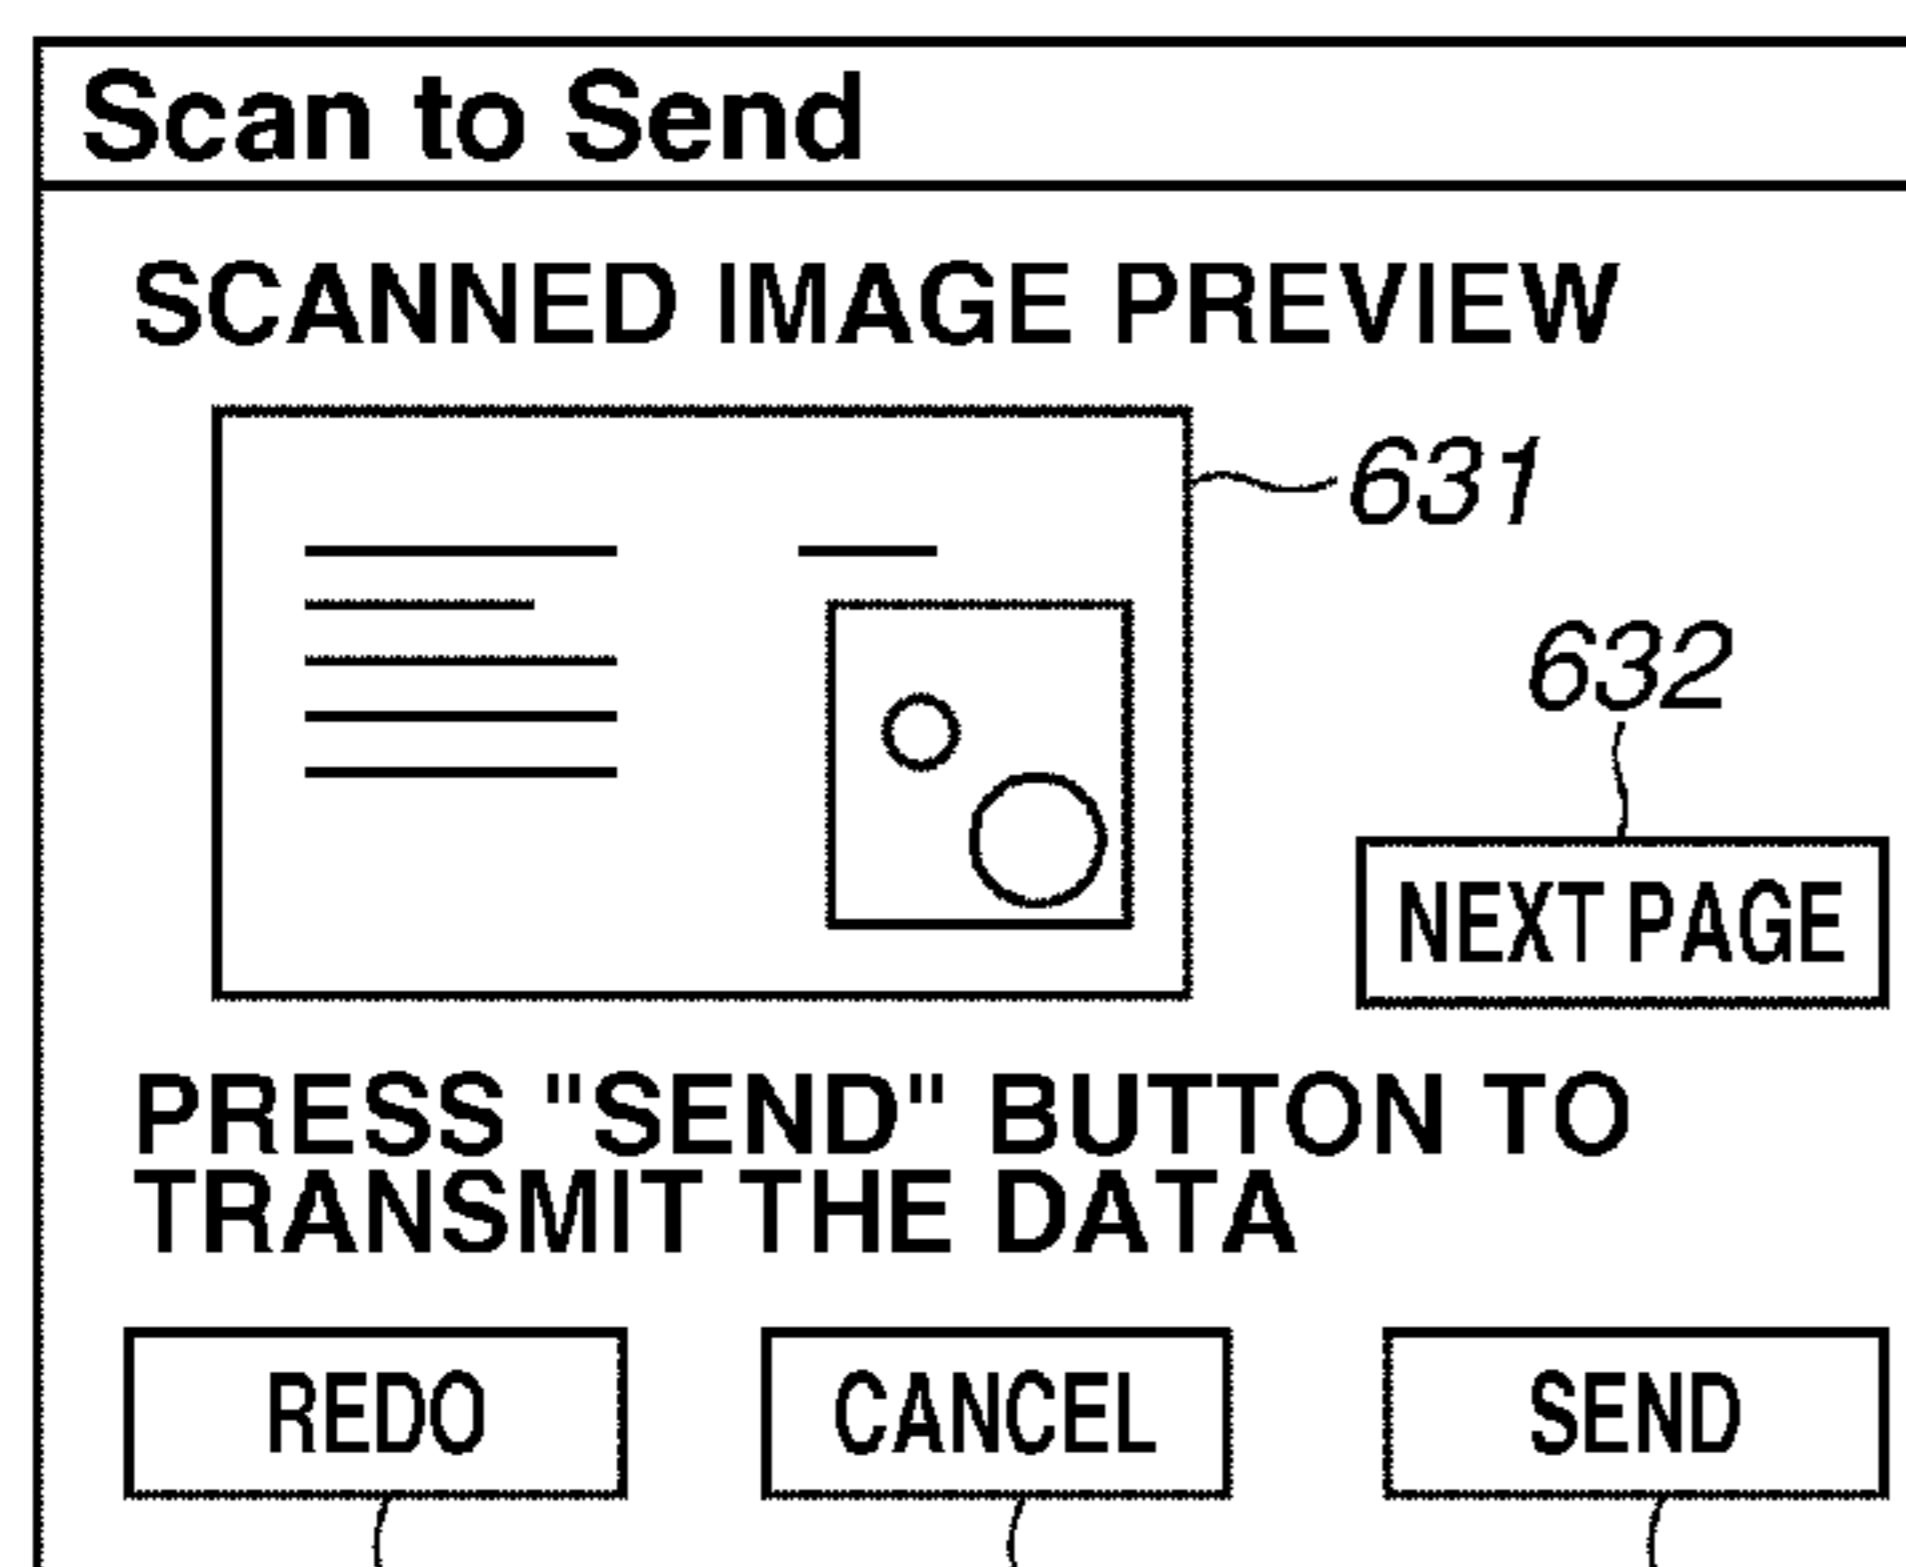 Scan to Send
SCANNED IMAGE PREVIEW
631
632
NEXT PAGE
PRESS "SEND" BUTTON TO
TRANSMIT THE DATA
REDO CANCEL SEND